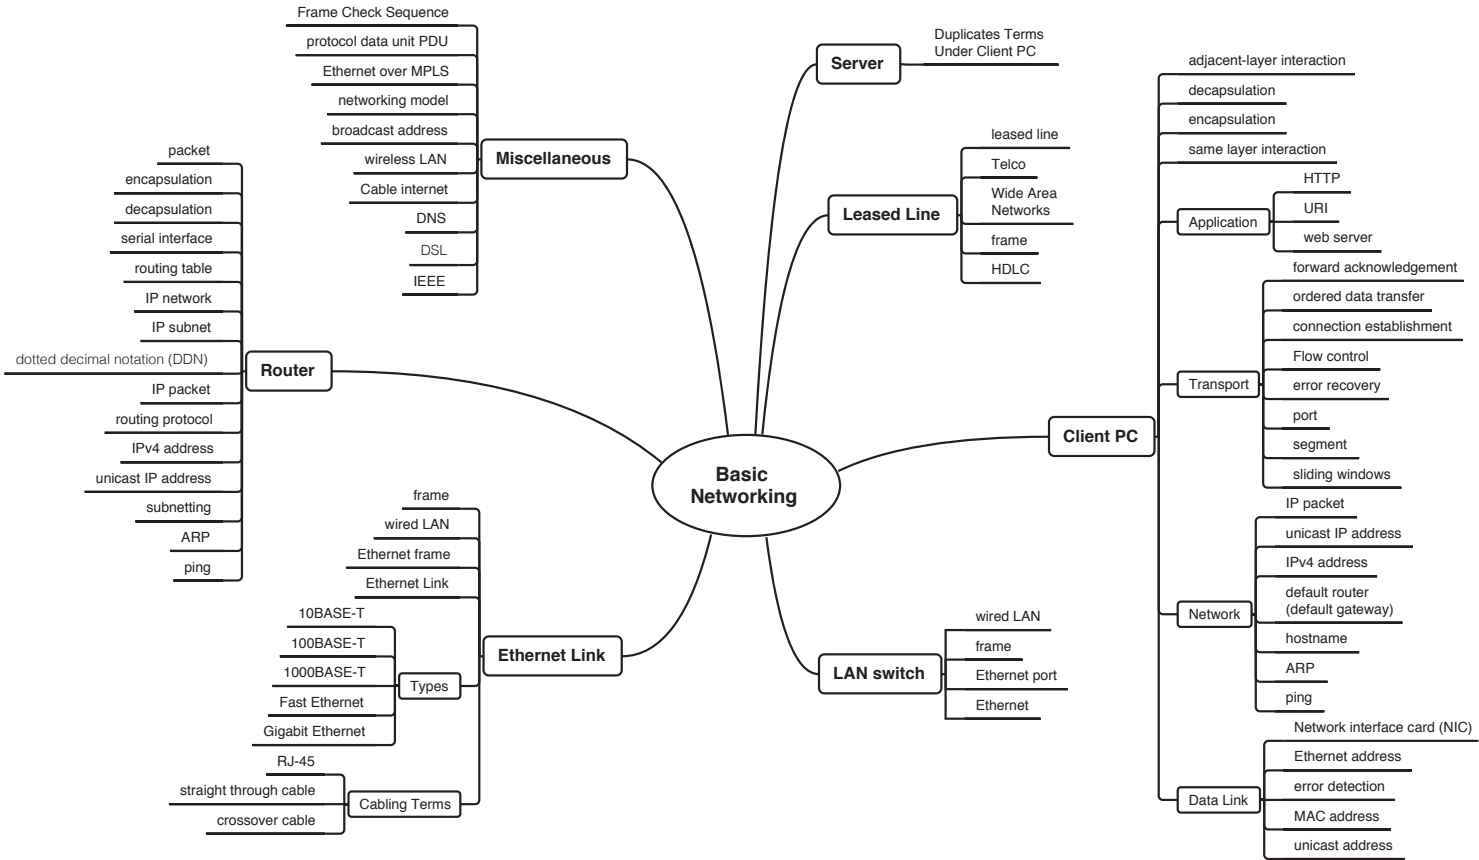 Basic
Networking
Miscellaneous
Frame Check Sequence
protocol data unit PDU
Ethernet over MPLS
networking model
broadcast address
wireless LAN
Cable internet
DNS
DSL
IEEE
Router
packet
encapsulation
decapsulation
serial interface
routing table
IP network
IP subnet
dotted decimal notation (DDN)
IP packet
routing protocol
IPv4 address
unicast IP address
subnetting
ARP
ping
Ethernet Link
frame
wired LAN
Ethernet frame
Ethernet Link
Types
10BASE-T
100BASE-T
1000BASE-T
Fast Ethernet
Gigabit Ethernet
Cabling Terms
RJ-45
straight through cable
crossover cable
Server
Duplicates Terms
Under Client PC
Leased Line
leased line
Telco
Wide Area
Networks
frame
HDLC
Client PC
adjacent-layer interaction
decapsulation
encapsulation
same layer interaction
Application
HTTP
URI
web server
Transport
forward acknowledgement
ordered data transfer
connection establishment
Flow control
error recovery
port
segment
sliding windows
Network
IP packet
unicast IP address
IPv4 address
default router
(default gateway)
hostname
ARP
ping
Data Link
Network interface card (NIC)
Ethernet address
error detection
MAC address
unicast address
LAN switch
wired LAN
frame
Ethernet port
Ethernet